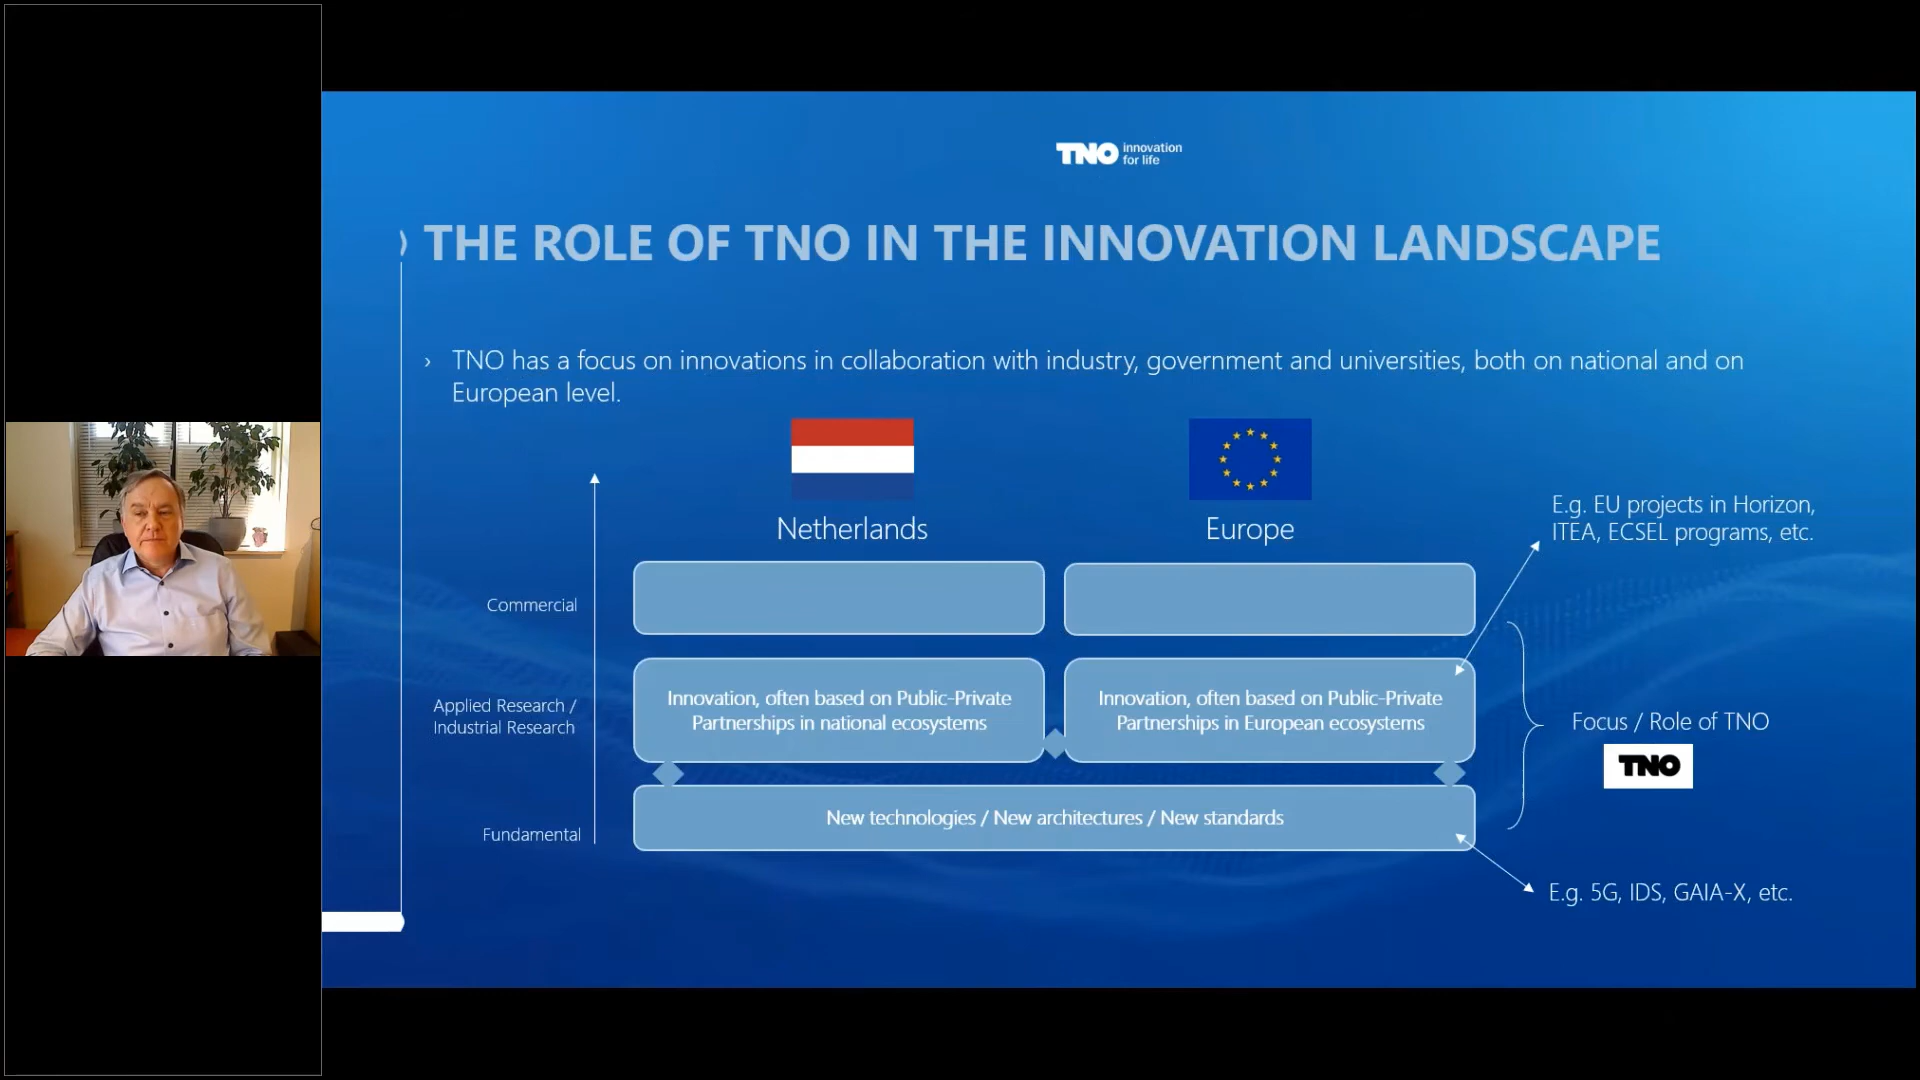 TNO innovation
for life
THE ROLE OF TNO IN THE INNOVATION LANDSCAPE
› TNO has a focus on innovations in collaboration with industry, government and universities, both on national and on
European level.
Netherlands
Europe
E.g. EU projects in Horizon,
ITEA, ECSEL programs, etc.
Commercial
Applied Research /
Industrial Research
Innovation, often based on Public-Private
Partnerships in national ecosystems
Innovation, often based on Public-Private
Partnerships in European ecosystems
Focus / Role of TNO
TNO
Fundamental
New technologies / New architectures / New standards
E.g. 5G, IDS, GAIA-X, etc.